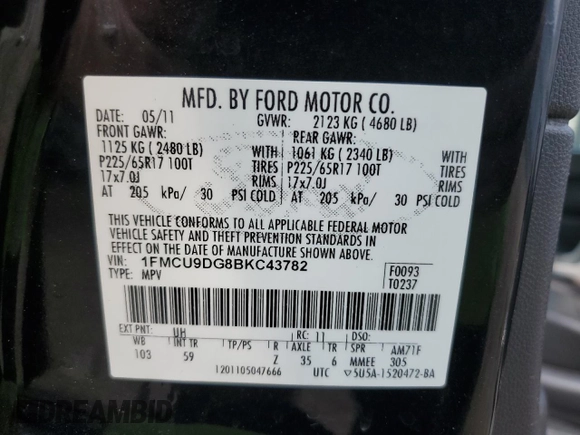 MFD. BY FORD MOTOR CO.
DATE: 05/11 GVWR: 2123 KG ( 4680 LB)
FRONT GAWR: REAR GAWR:
1125 KG ( 2480 LB) WITH 1061 KG ( 2340 LB) WITH
P225/65R17 100T TIRES P225/65R17 100T TIRES
17x7.0J RIMS 17x7.0J RIMS
AT 205 kPa/ 30 PSI COLD AT 205 kPa/ 30 PSI COLD
THIS VEHICLE CONFORMS TO ALL APPLICABLE FEDERAL MOTOR
VEHICLE SAFETY AND THEFT PREVENTION STANDARDS IN
EFFECT ON THE DATE OF MANUFACTURE SHOWN ABOVE.
VIN: 1FMCU9DG8BKC43782
TYPE: MPV
F0093
T0237
EXT PNT: UH RC: 11 DSO:
WB INT TR TP/PS R AXLE TR SPR AM71F
103 59 Z 35 6 MMEE 305
1201105047666 UTC ▽5U5A-1520472-BA
DREAMBID